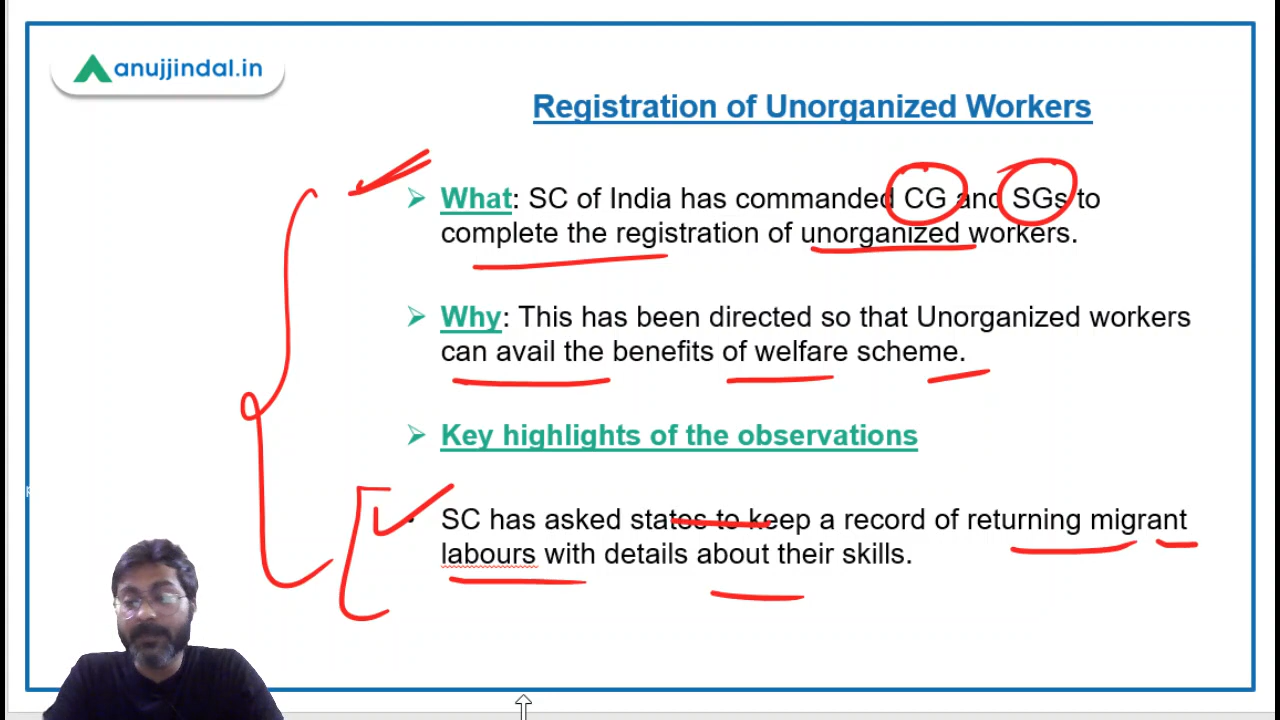 anujjindal.in
Registration of Unorganized Workers
➢ What: SC of India has commanded CG and SGs to
complete the registration of unorganized workers.
➢ Why: This has been directed so that Unorganized workers
can avail the benefits of welfare scheme.
➢ Key highlights of the observations
• SC has asked states to keep a record of returning migrant
labours with details about their skills.